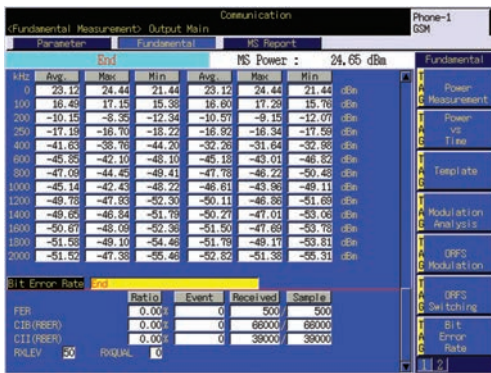 Communication
Phone-1
GSM
<Fundamental Measurement> Output Main
Parameter Fundamental MS Report
End MS Power : 24.65 dBm
kHz Avg. Max Min Avg. Max Min
0 23.12 24.44 21.44 23.12 24.44 21.44 dBm
100 16.49 17.15 15.38 16.60 17.29 15.76 dBm
200 -10.15 -8.35 -12.34 -10.57 -9.15 -12.07 dBm
250 -17.19 -16.70 -18.22 -16.92 -16.34 -17.59 dBm
400 -41.63 -38.76 -44.20 -32.26 -31.64 -32.98 dBm
600 -45.85 -42.10 -48.10 -45.18 -43.01 -46.82 dBm
800 -47.09 -44.45 -49.41 -47.78 -46.22 -50.48 dBm
1000 -45.14 -42.43 -48.22 -46.61 -43.96 -49.11 dBm
1200 -49.78 -47.93 -52.30 -50.11 -46.86 -51.69 dBm
1400 -49.65 -46.84 -51.79 -50.27 -47.01 -53.06 dBm
1600 -50.67 -48.09 -52.36 -51.50 -47.69 -53.78 dBm
1800 -51.58 -49.10 -54.46 -51.79 -49.17 -53.81 dBm
2000 -51.52 -47.38 -55.46 -52.82 -51.38 -55.31 dBm
Bit Error Rate End
Ratio Event Received Sample
FER 0.00% 0 500/ 500
CIB(RBER) 0.00% 0 66000/ 66000
CII(RBER) 0.00% 0 39000/ 39000
RXLEV 50 RXQUAL 0
Fundamental
TAG Power Measurement
TAG Power vs Time
TAG Template
TAG Modulation Analysis
TAG ORFS Modulation
TAG ORFS Switching
TAG Bit Error Rate
1 2